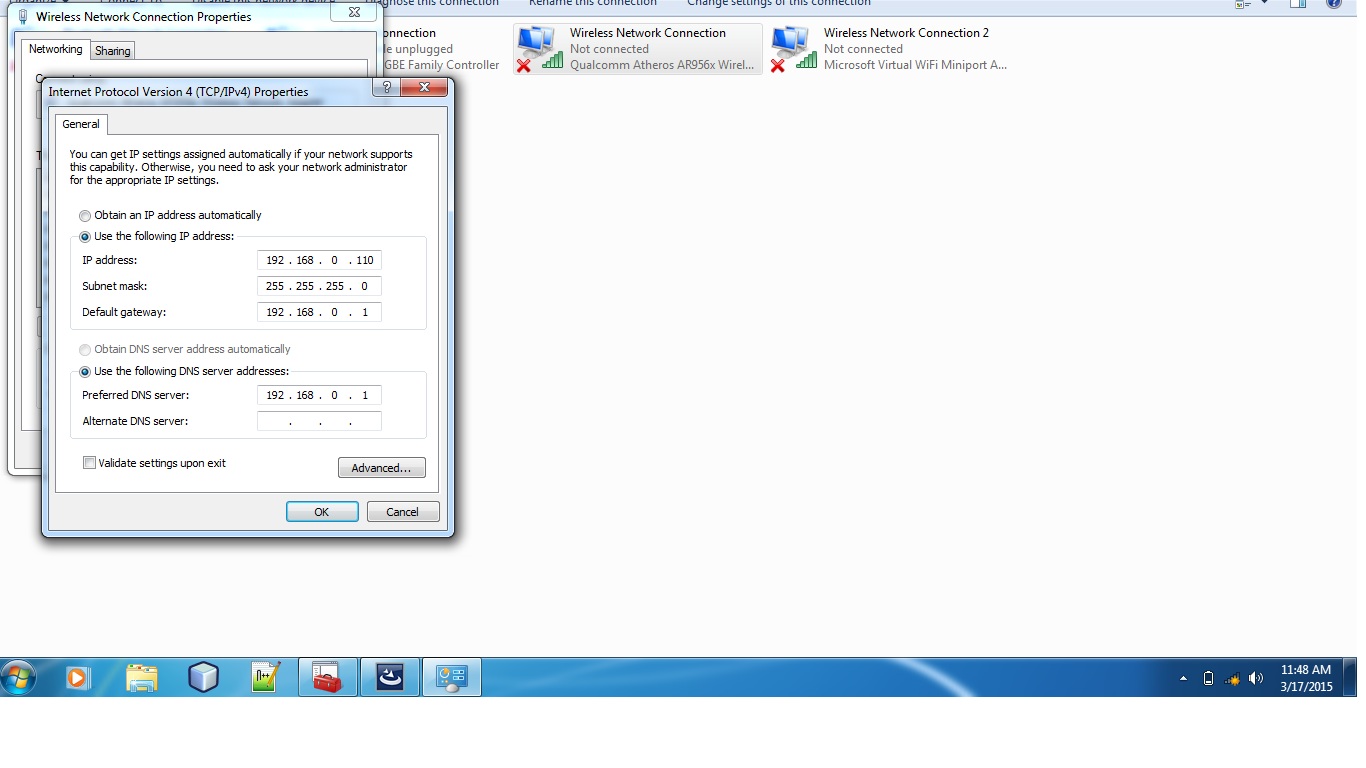 Diagnose this connection Rename this connection Change settings of this connection
Wireless Network Connection Properties
Networking Sharing
Internet Protocol Version 4 (TCP/IPv4) Properties
General
You can get IP settings assigned automatically if your network supports
this capability. Otherwise, you need to ask your network administrator
for the appropriate IP settings.
Obtain an IP address automatically
Use the following IP address:
IP address: 192 . 168 . 0 . 110
Subnet mask: 255 . 255 . 255 . 0
Default gateway: 192 . 168 . 0 . 1
Obtain DNS server address automatically
Use the following DNS server addresses:
Preferred DNS server: 192 . 168 . 0 . 1
Alternate DNS server: . . .
Validate settings upon exit
Advanced...
OK Cancel
onnection
le unplugged
GBE Family Controller
Wireless Network Connection
Not connected
Qualcomm Atheros AR956x Wirel...
Wireless Network Connection 2
Not connected
Microsoft Virtual WiFi Miniport A...
n++
11:48 AM
3/17/2015